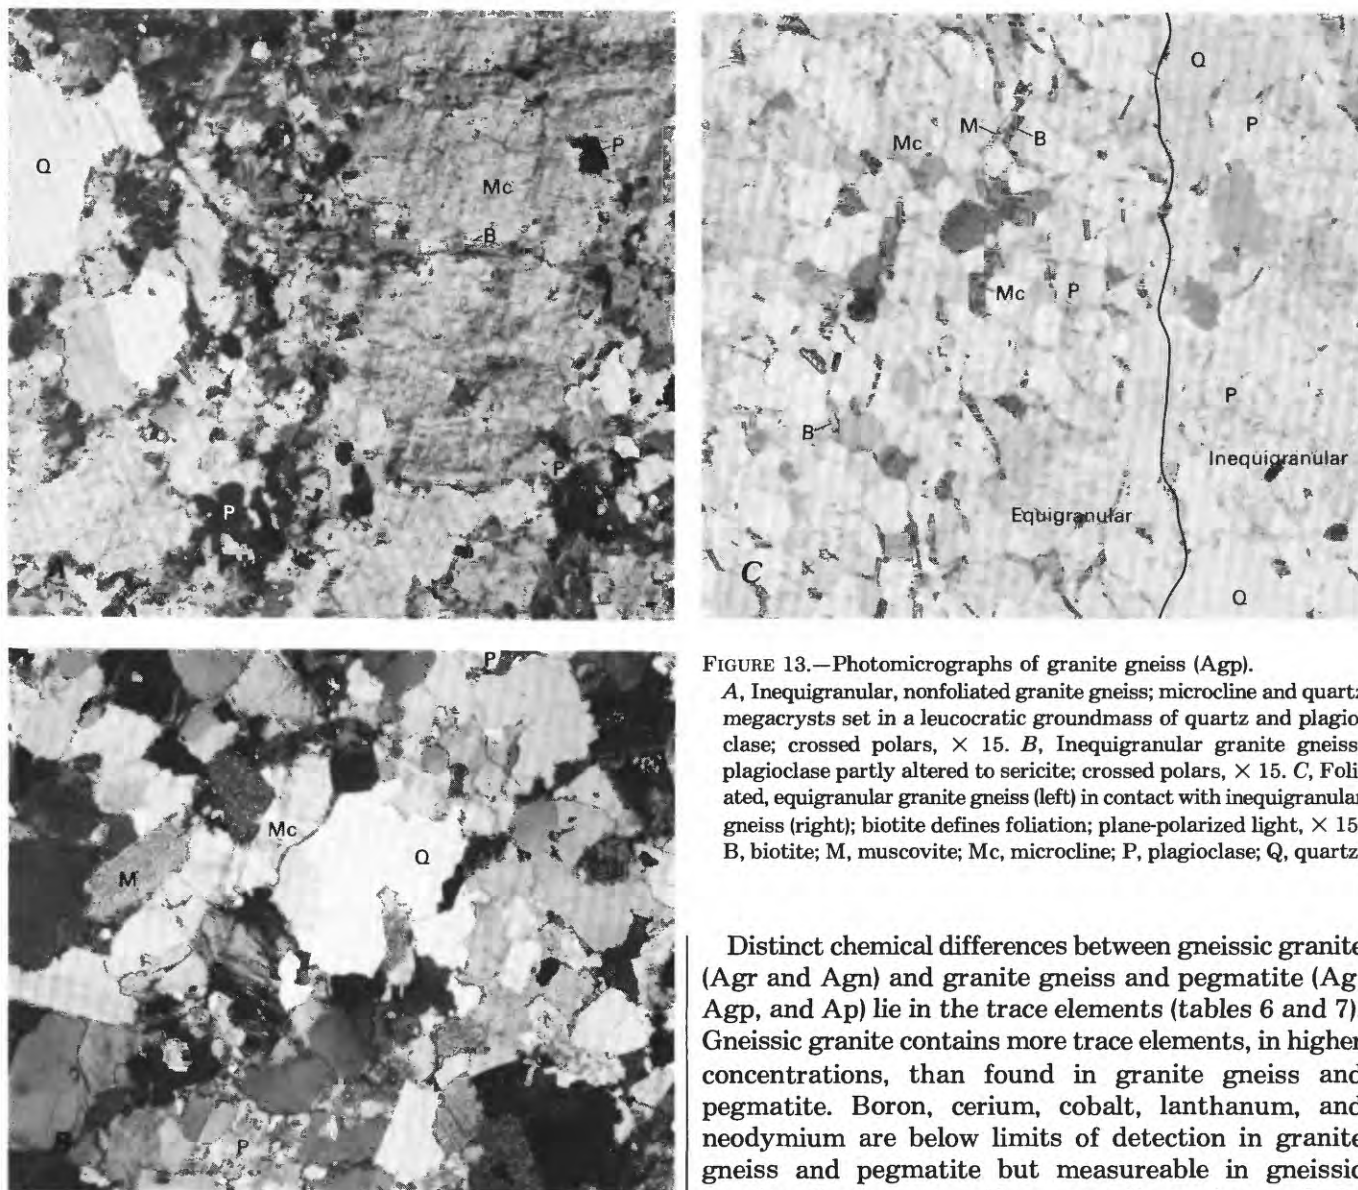 Q
Mc
P
B
P
P
A
Q
P
M
B
Mc
Mc
P
P
B
Inequigranular
Equigranular
C
Q
P
Mc
Q
M
P
B
FIGURE 13.—Photomicrographs of granite gneiss (Agp).
A, Inequigranular, nonfoliated granite gneiss; microcline and quartz
megacrysts set in a leucocratic groundmass of quartz and plagio-
clase; crossed polars, × 15. B, Inequigranular granite gneiss
plagioclase partly altered to sericite; crossed polars, × 15. C, Foli
ated, equigranular granite gneiss (left) in contact with inequigranular
gneiss (right); biotite defines foliation; plane-polarized light, × 15
B, biotite; M, muscovite; Mc, microcline; P, plagioclase; Q, quartz
Distinct chemical differences between gneissic granite
(Agr and Agn) and granite gneiss and pegmatite (Ag
Agp, and Ap) lie in the trace elements (tables 6 and 7)
Gneissic granite contains more trace elements, in higher
concentrations, than found in granite gneiss and
pegmatite. Boron, cerium, cobalt, lanthanum, and
neodymium are below limits of detection in granite
gneiss and pegmatite but measureable in gneissic